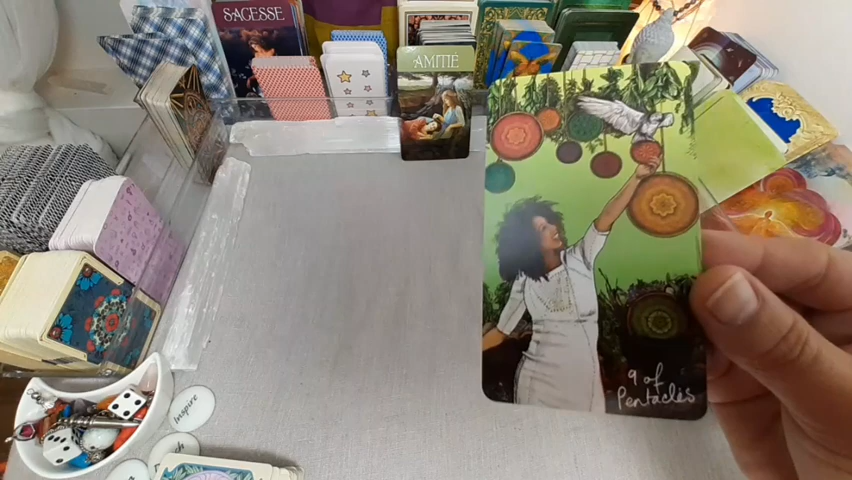 SAGESSE
AMITIÉ
9 of
Pentacles
Inspire